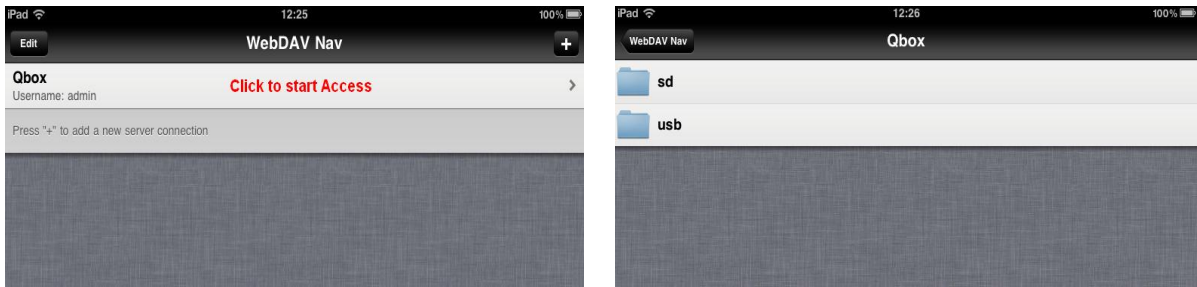 iPad 12:25 100%
Edit WebDAV Nav +
Qbox
Username: admin
Click to start Access
Press "+" to add a new server connection
iPad 12:26 100%
WebDAV Nav Qbox
sd
usb